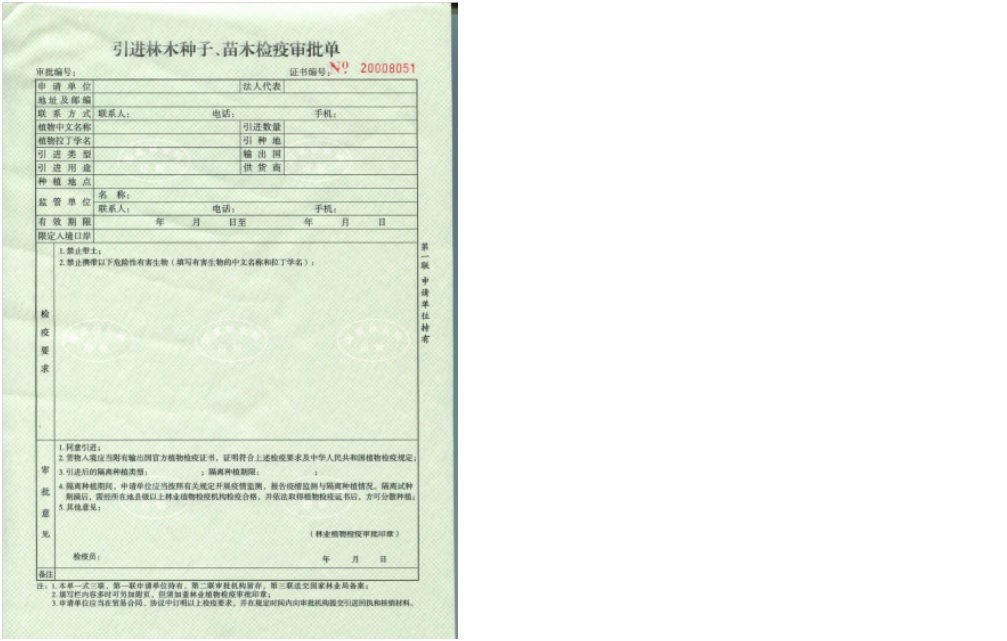 引进林木种子、苗木检疫审批单
审批编号： 证书编号：№ 20008051
申请单位 法人代表
地址及邮编
联系方式 联系人： 电话： 手机：
植物中文名称 引进数量
植物拉丁学名 引种地
引进类型 输出国
引进用途 供货商
种植地点
监管单位 名称：
联系人： 电话： 手机：
有效期限 年 月 日至 年 月 日
限定入境口岸
检疫要求
1.禁止带土；
2.禁止携带以下危险性有害生物（填写有害生物的中文名称和拉丁学名）：
第一联 申请单位持有
审批意见
1.同意引进；
2.货物入境应当附有输出国官方植物检疫证书，证明符合上述检疫要求及中华人民共和国植物检疫规定；
3.引进后的隔离种植类型： ；隔离种植期限： ；
4.隔离种植期间，申请单位应当按照有关规定开展疫情监测，报告疫情监测与隔离种植情况。隔离试种
期满后，需经所在地县级以上林业植物检疫机构检疫合格，并依法取得植物检疫证书后，方可分散种植；
5.其他意见：
（林业植物检疫审批印章）
检疫员： 年 月 日
备注
注：1.本单一式三联，第一联申请单位持有，第二联审批机构留存，第三联送交国家林业局备案；
2.填写栏内容多时可另加附页，但须加盖林业植物检疫审批印章；
3.申请单位应当在贸易合同、协议中订明以上检疫要求，并在规定时间内向审批机构提交引进回执和核销材料。